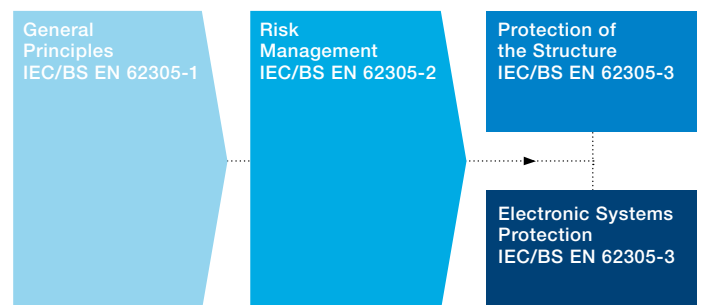 General
Principles
IEC/BS EN 62305-1
Risk
Management
IEC/BS EN 62305-2
Protection of
the Structure
IEC/BS EN 62305-3
Electronic Systems
Protection
IEC/BS EN 62305-3